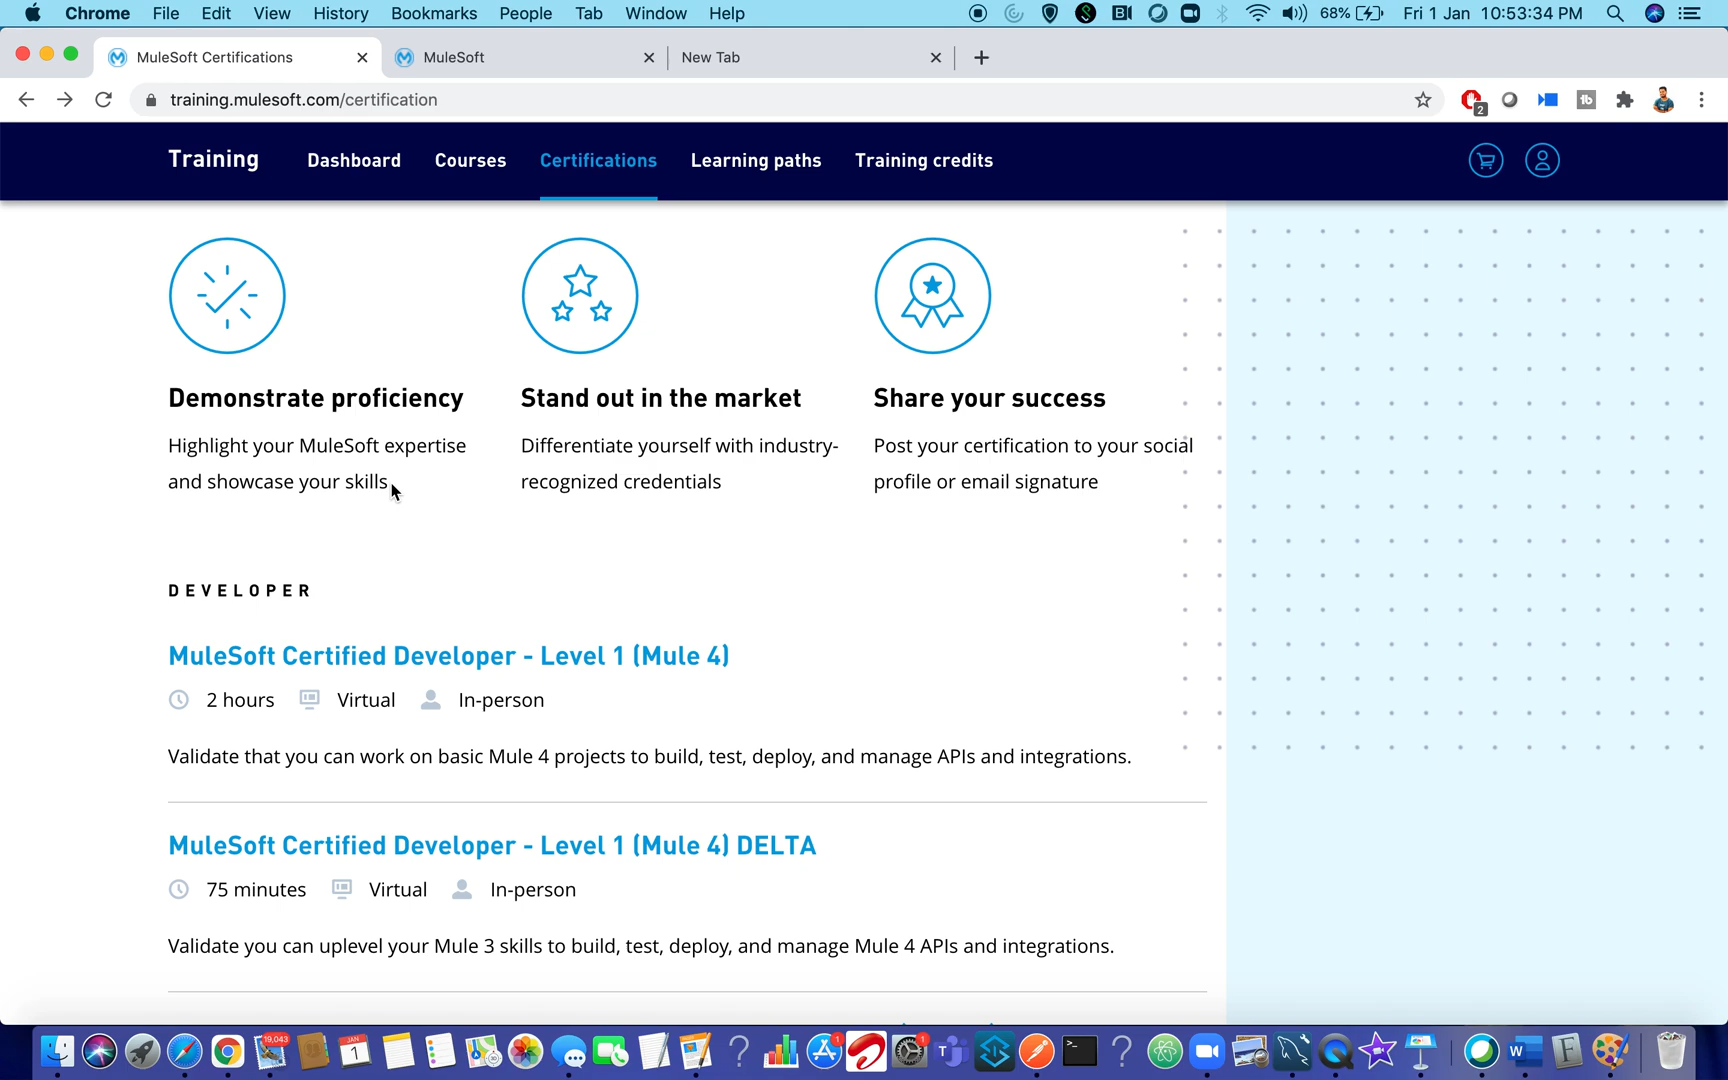 Chrome File Edit View History Bookmarks People Tab Window Help 68% Fri 1 Jan 10:53:34 PM
MuleSoft Certifications MuleSoft New Tab
training.mulesoft.com/certification
2
Training Dashboard Courses Certifications Learning paths Training credits
Demonstrate proficiency
Highlight your MuleSoft expertise
and showcase your skills
Stand out in the market
Differentiate yourself with industry-
recognized credentials
Share your success
Post your certification to your social
profile or email signature
DEVELOPER
MuleSoft Certified Developer - Level 1 (Mule 4)
2 hours Virtual In-person
Validate that you can work on basic Mule 4 projects to build, test, deploy, and manage APIs and integrations.
MuleSoft Certified Developer - Level 1 (Mule 4) DELTA
75 minutes Virtual In-person
Validate you can uplevel your Mule 3 skills to build, test, deploy, and manage Mule 4 APIs and integrations.
19,043 JAN 1 1 1